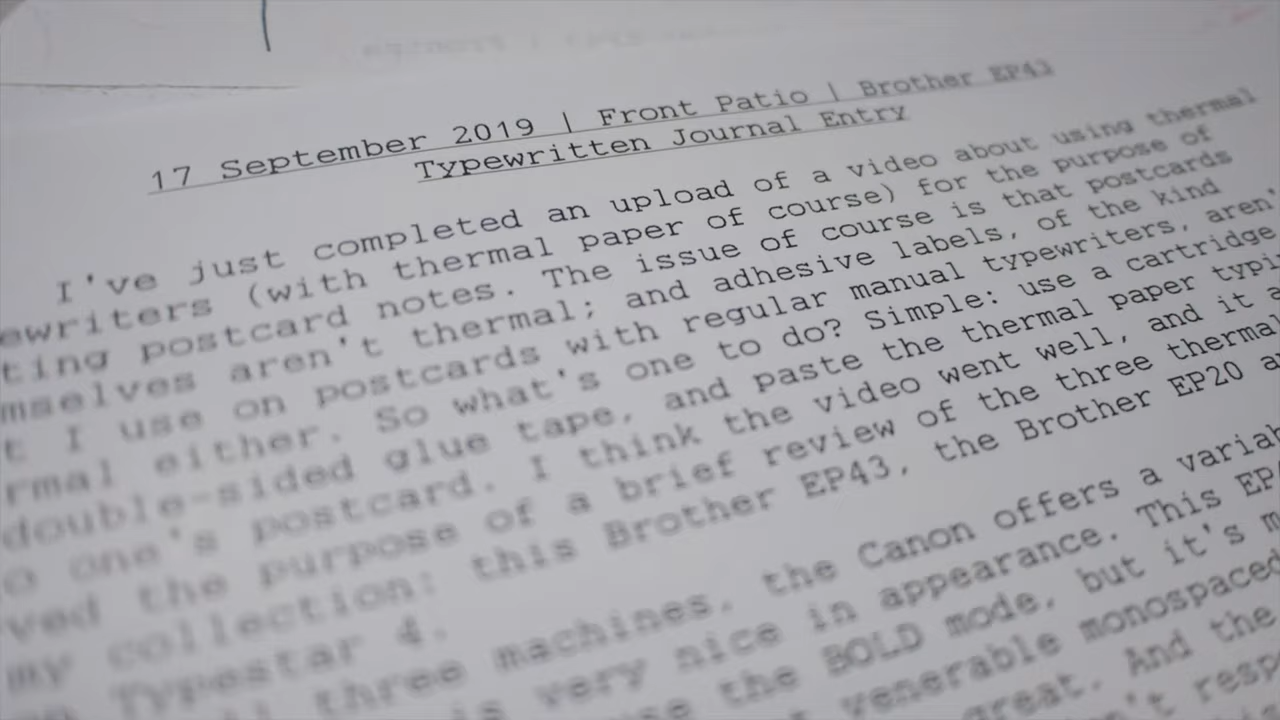 17 September 2019 | Front Patio | Brother EP43
Typewritten Journal Entry
I've just completed an upload of a video about using thermal
ewriters (with thermal paper of course) for the purpose of
ting postcard notes. The issue of course is that postcards
mselves aren't thermal; and adhesive labels, of the kind
t I use on postcards with regular manual typewriters, aren'
rmal either. So what's one to do? Simple: use a cartridge
double-sided glue tape, and paste the thermal paper typi
o one's postcard. I think the video went well, and it a
ved the purpose of a brief review of the three thermal
my collection: this Brother EP43, the Brother EP20 a
Typestar 4.
three machines, the Canon offers a variab
is very nice in appearance. This EP4
use the BOLD mode, but it's m
venerable monospaced
great. And the
't resp